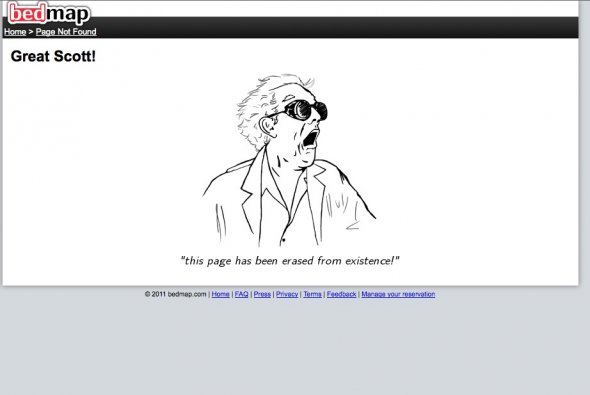 bedmap
Home > Page Not Found
Great Scott!
"this page has been erased from existence!"
© 2011 bedmap.com | Home | FAQ | Press | Privacy | Terms | Feedback | Manage your reservation